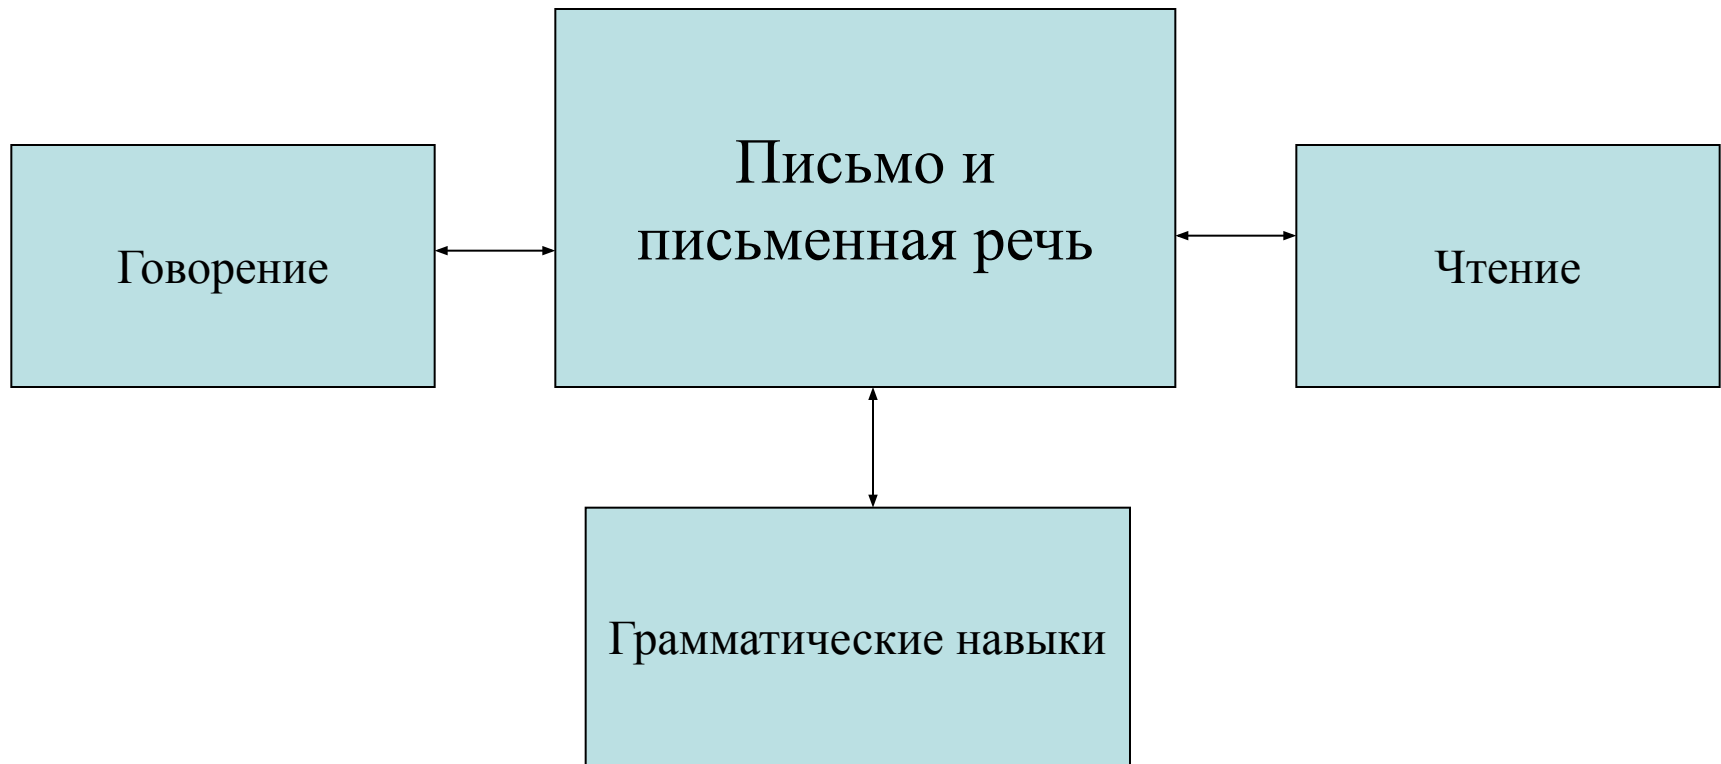 Письмо и
письменная речь
Говорение
Чтение
Грамматические навыки